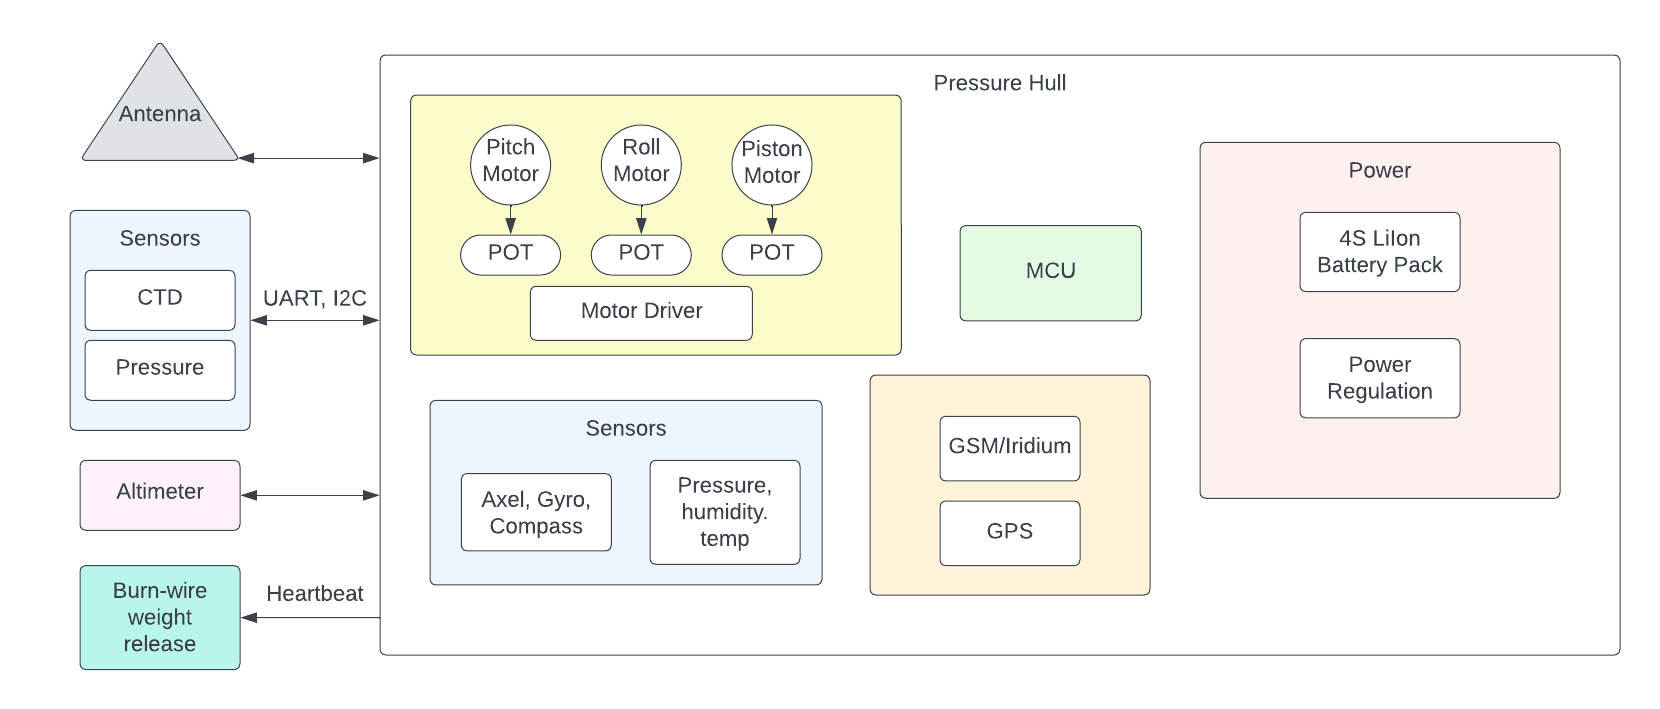 Antenna
Sensors
CTD
Pressure
UART, I2C
Altimeter
Burn-wire
weight
release
Heartbeat
Pressure Hull
Pitch
Motor
Roll
Motor
Piston
Motor
POT
POT
POT
Motor Driver
Sensors
Axel, Gyro,
Compass
Pressure,
humidity.
temp
MCU
GSM/Iridium
GPS
Power
4S LiIon
Battery Pack
Power
Regulation